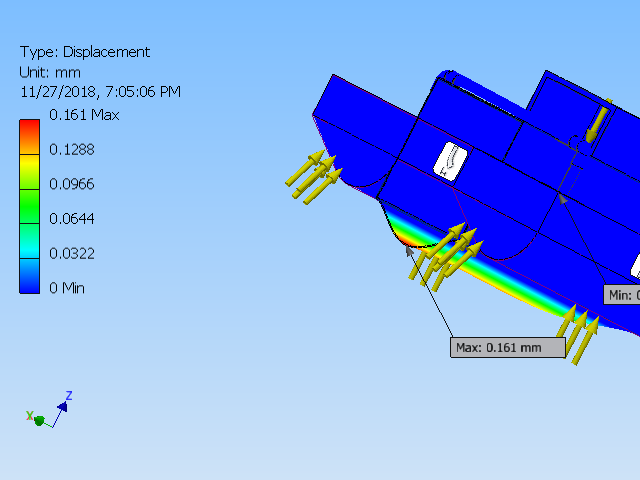 Type: Displacement
Unit: mm
11/27/2018, 7:05:06 PM
0.161 Max
0.1288
0.0966
0.0644
0.0322
0 Min
Min:
Max: 0.161 mm
Z
X